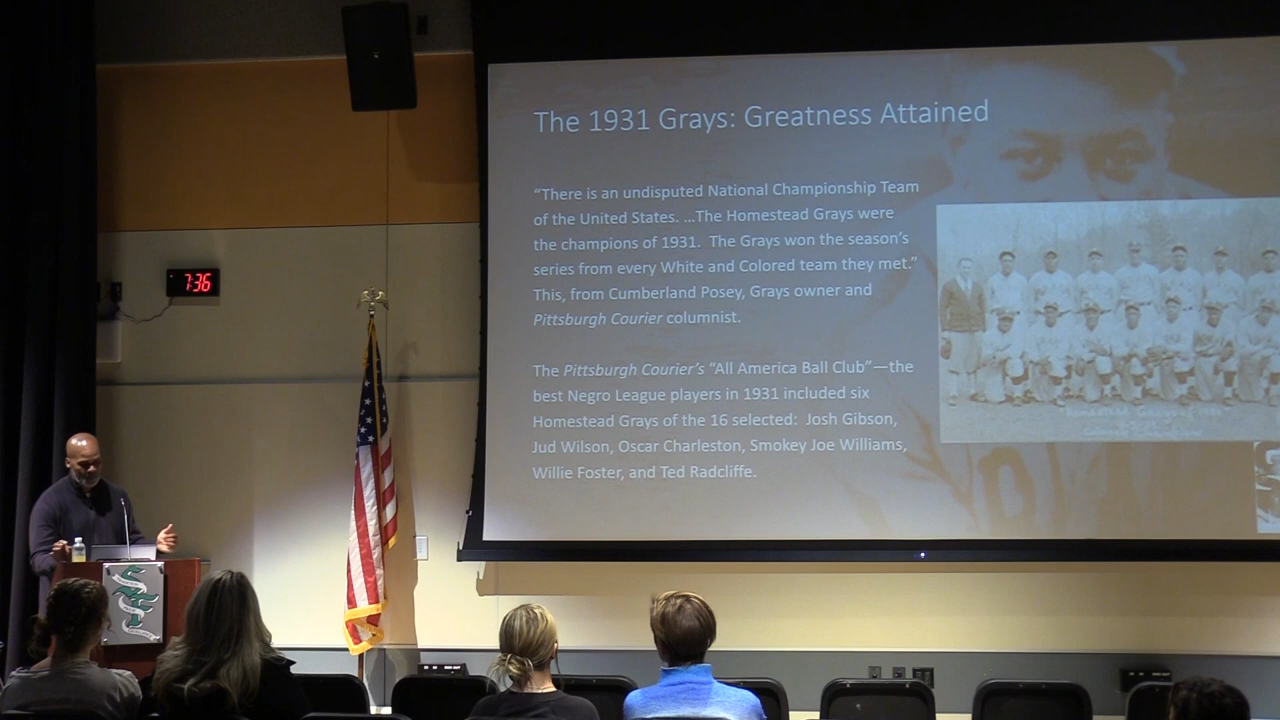 The 1931 Grays: Greatness Attained
“There is an undisputed National Championship Team
of the United States. …The Homestead Grays were
the champions of 1931.  The Grays won the season’s
series from every White and Colored team they met.”
This, from Cumberland Posey, Grays owner and
Pittsburgh Courier columnist.
The Pittsburgh Courier’s “All America Ball Club”—the
best Negro League players in 1931 included six
Homestead Grays of the 16 selected:  Josh Gibson,
Jud Wilson, Oscar Charleston, Smokey Joe Williams,
Willie Foster, and Ted Radcliffe.
7:36